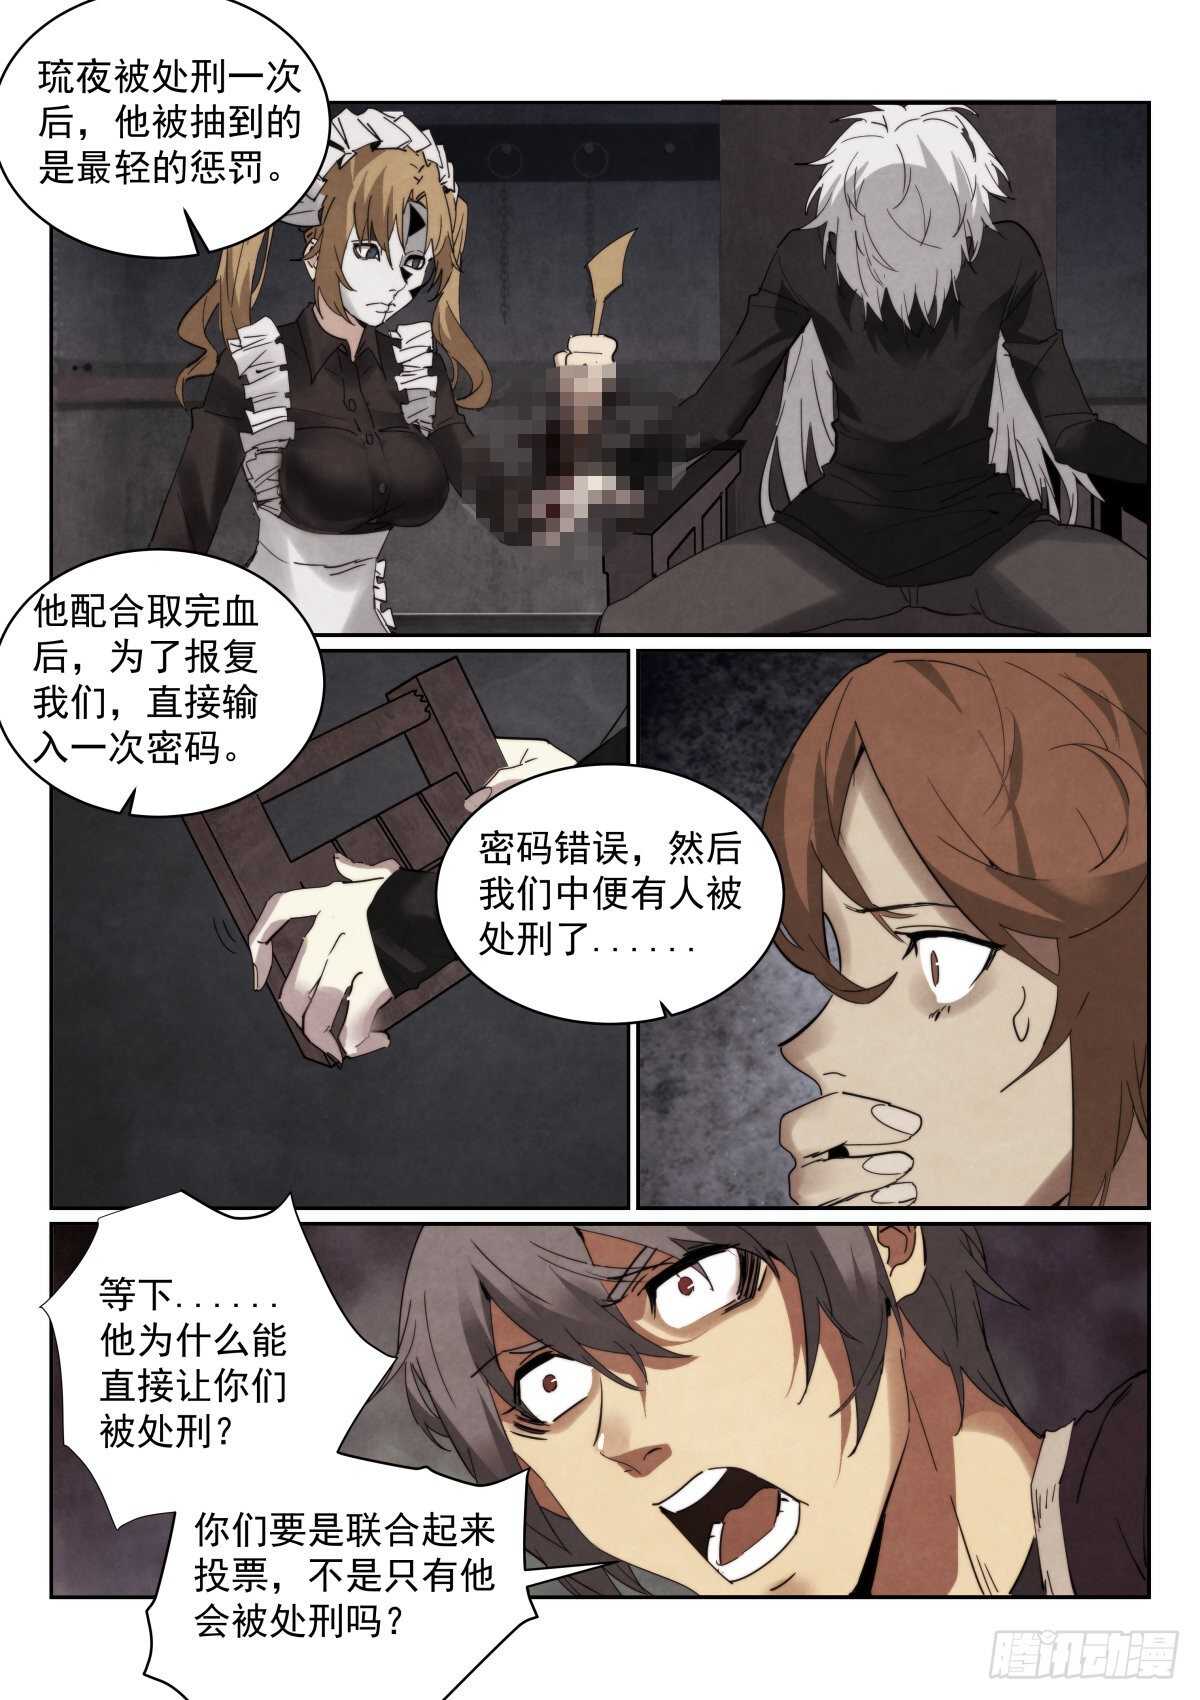 琉夜被处刑一次
后，他被抽到的
是最轻的惩罚。
他配合取完血
后，为了报复
我们，直接输
入一次密码。
密码错误，然后
我们中便有人被
处刑了......
等下......
他为什么能
直接让你们
被处刑？
你们要是联合起来
投票，不是只有他
会被处刑吗？
腾讯动漫